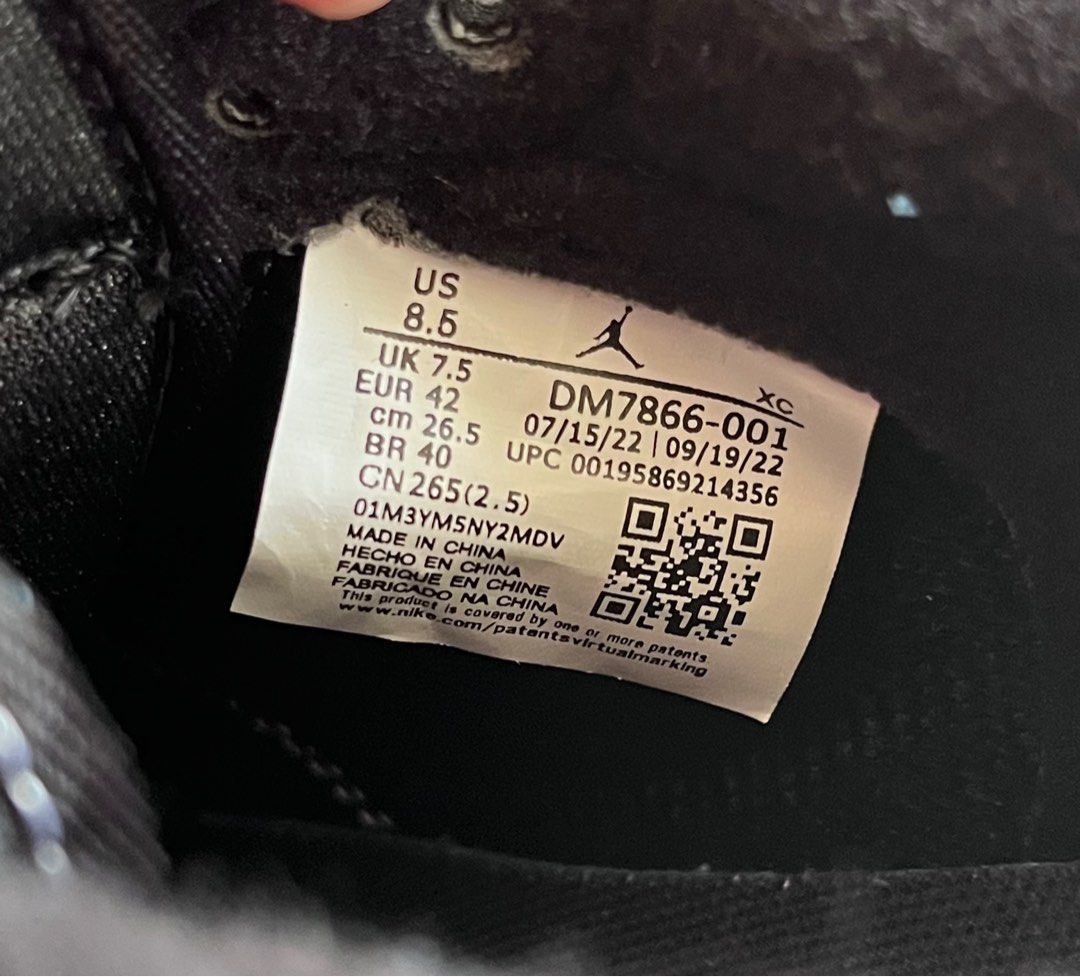 US
8.5
XC
UK 7.5
EUR 42
cm 26.5
BR 40
CN 265(2.5)
DM7866-001
07/15/22 | 09/19/22
UPC 00195869214356
01M3YM5NY2MDV
MADE IN CHINA
HECHO EN CHINA
FABRIQUE EN CHINE
FABRICADO NA CHINA
This product is covered by one or more patents
www.nike.com/patentsvirtualmarking